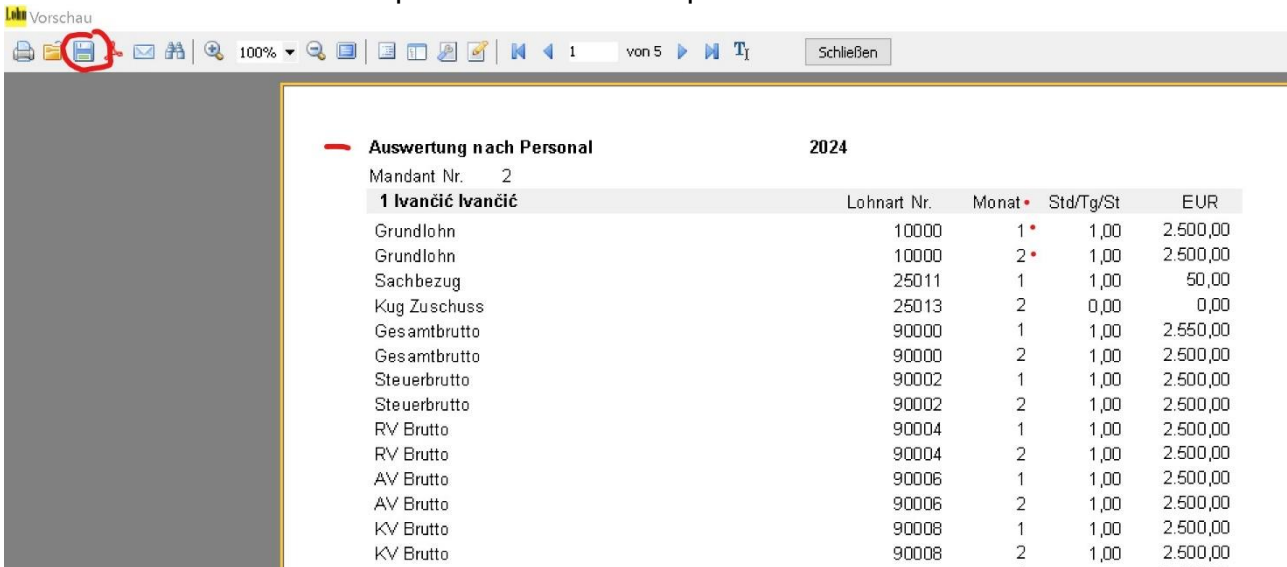 Lohn Vorschau
100% 1 von 5 Schließen
Auswertung nach Personal 2024
Mandant Nr. 2
1 Ivančić Ivančić Lohnart Nr. Monat Std/Tg/St EUR
Grundlohn 10000 1 1,00 2.500,00
Grundlohn 10000 2 1,00 2.500,00
Sachbezug 25011 1 1,00 50,00
Kug Zuschuss 25013 2 0,00 0,00
Gesamtbrutto 90000 1 1,00 2.550,00
Gesamtbrutto 90000 2 1,00 2.500,00
Steuerbrutto 90002 1 1,00 2.500,00
Steuerbrutto 90002 2 1,00 2.500,00
RV Brutto 90004 1 1,00 2.500,00
RV Brutto 90004 2 1,00 2.500,00
AV Brutto 90006 1 1,00 2.500,00
AV Brutto 90006 2 1,00 2.500,00
KV Brutto 90008 1 1,00 2.500,00
KV Brutto 90008 2 1,00 2.500,00